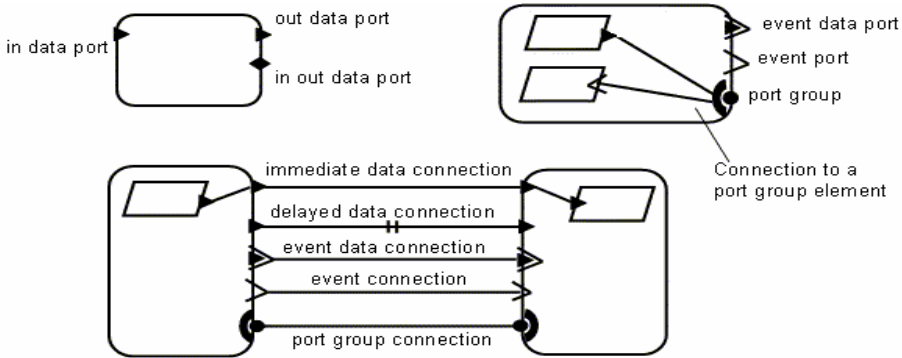 out data port
in data port
in out data port
event data port
event port
port group
Connection to a
port group element
immediate data connection
delayed data connection
event data connection
event connection
port group connection